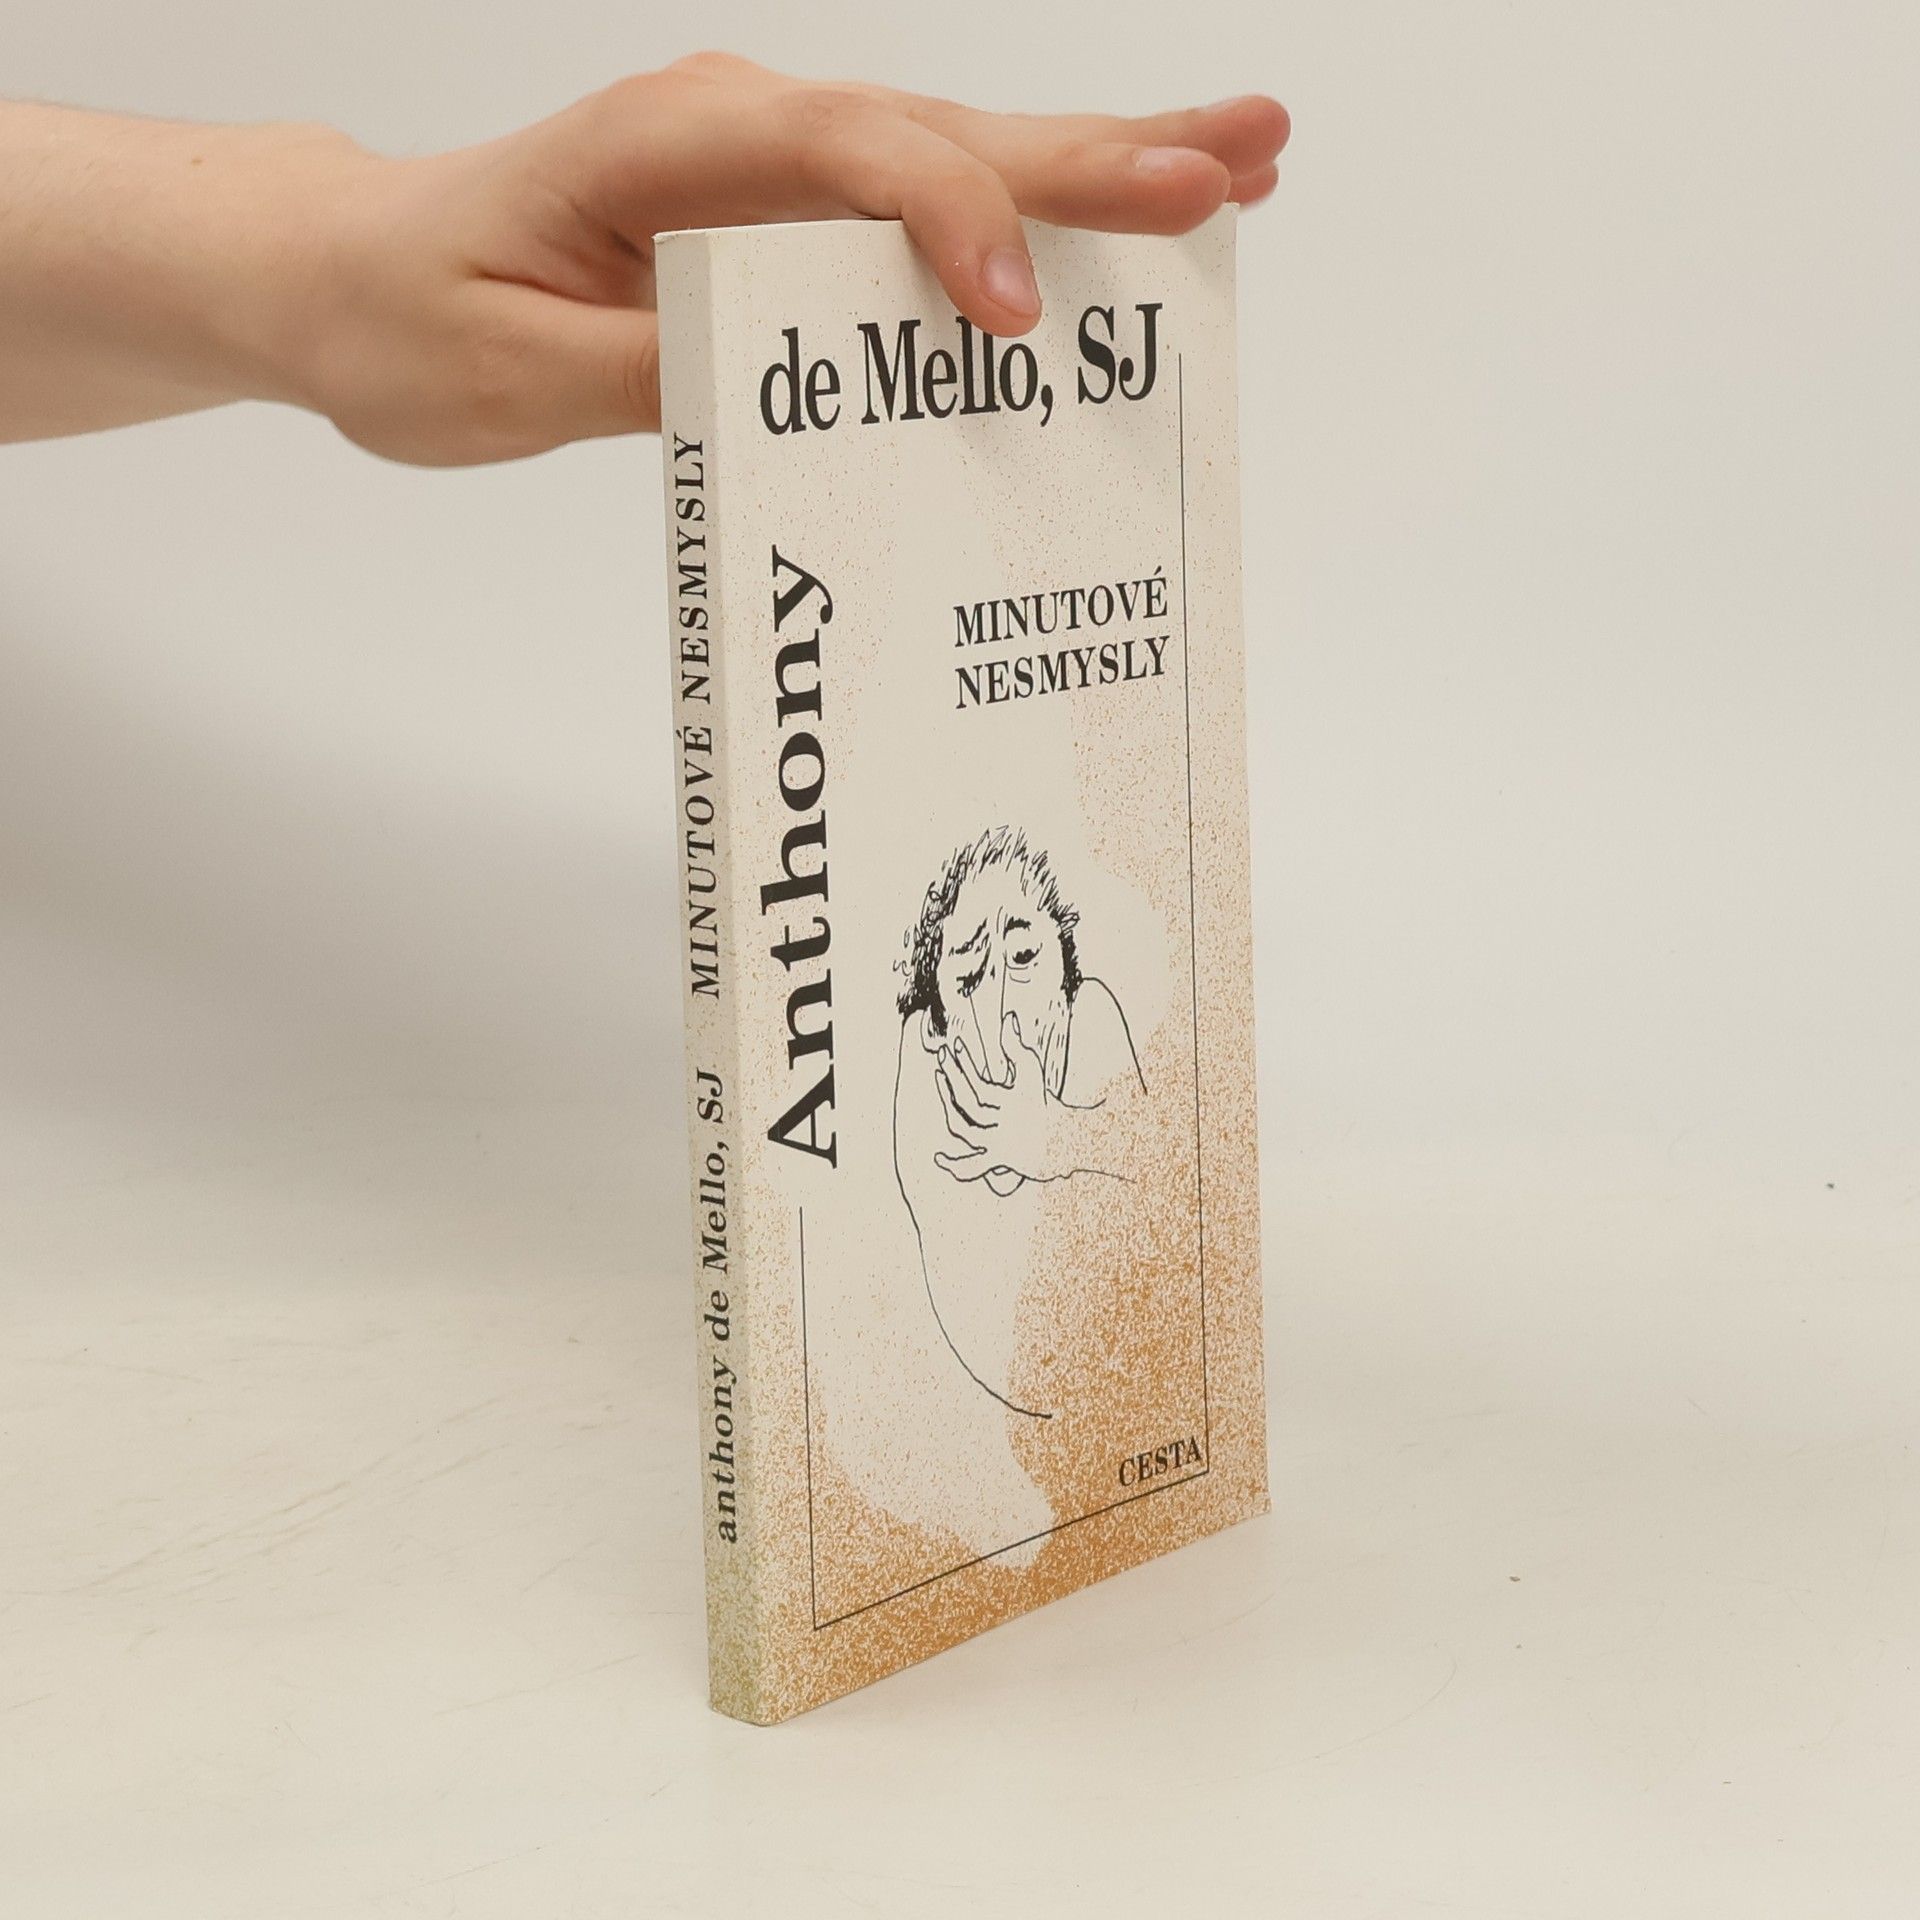 de Mello, SJ
Anthony
MINUTOVÉ
NESMYSLY
CESTA
anthony de Mello, SJ MINUTOVÉ NESMYSLY